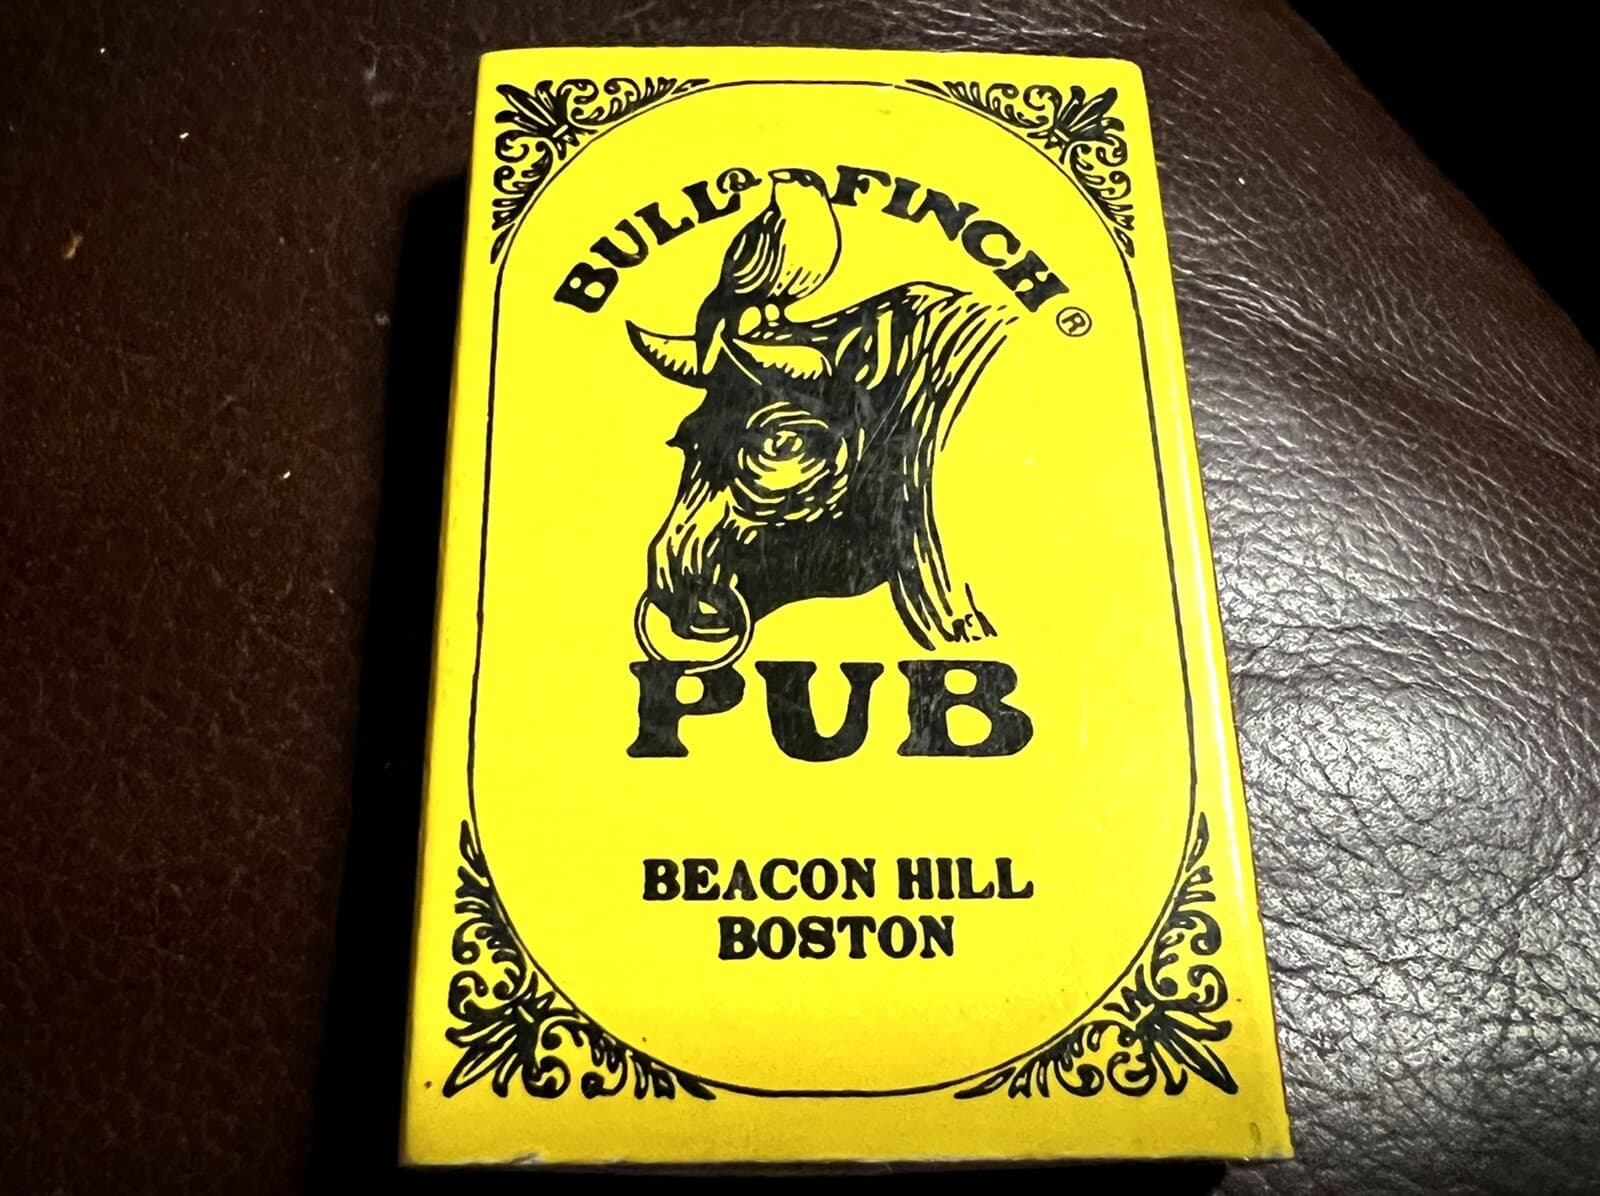 BULL & FINCH ®
PUB
BEACON HILL
BOSTON